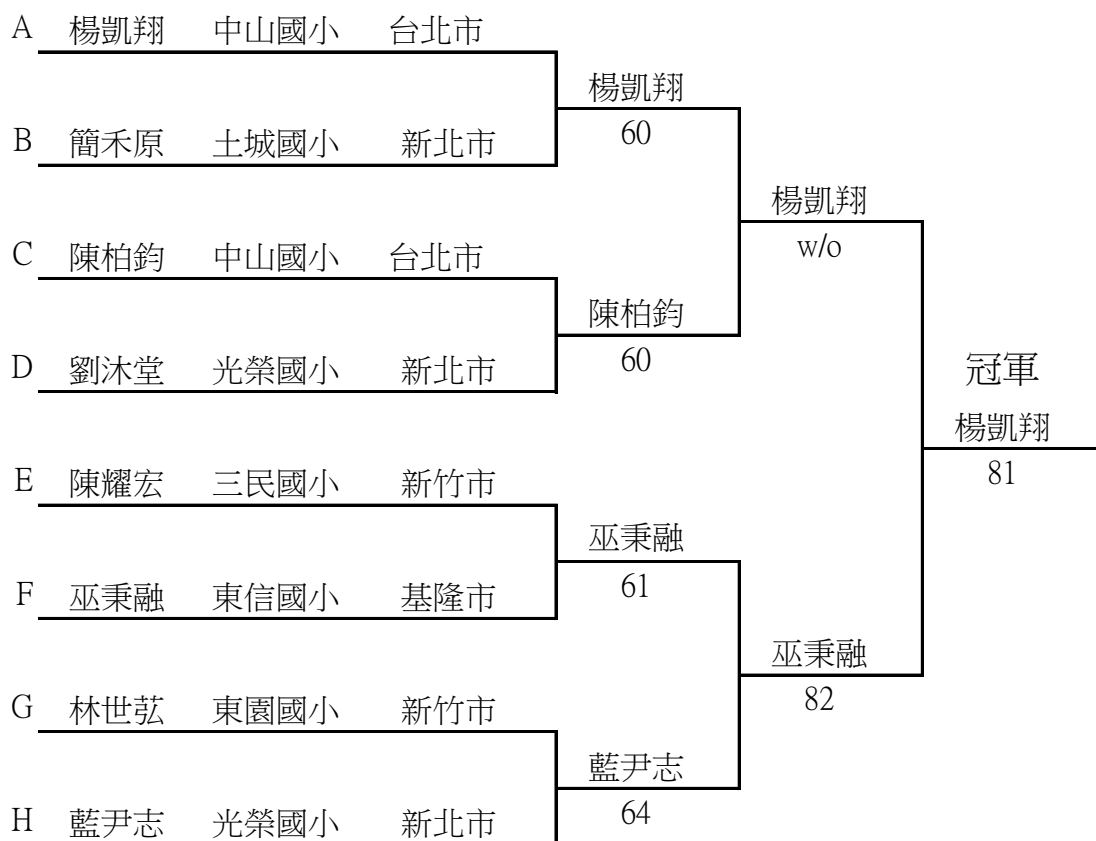 A 楊凱翔 中山國小 台北市
楊凱翔
B 簡禾原 土城國小 新北市
60
楊凱翔
C 陳柏鈞 中山國小 台北市
w/o
陳柏鈞
D 劉沐堂 光榮國小 新北市
60
冠軍
楊凱翔
E 陳耀宏 三民國小 新竹市
81
巫秉融
F 巫秉融 東信國小 基隆市
61
巫秉融
G 林世苰 東園國小 新竹市
82
藍尹志
H 藍尹志 光榮國小 新北市
64